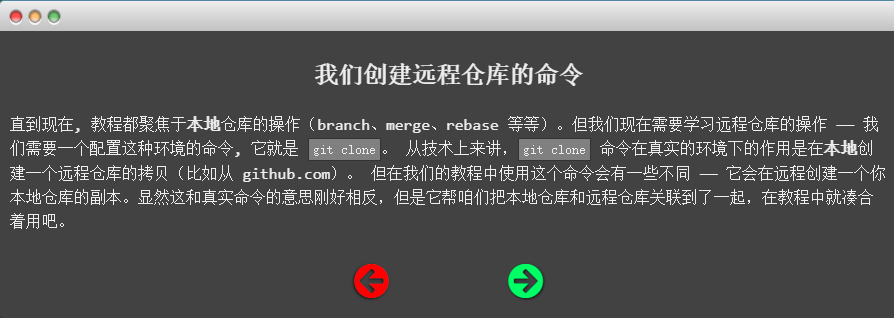 我们创建远程仓库的命令
直到现在, 教程都聚焦于本地仓库的操作（branch、merge、rebase 等等）。但我们现在需要学习远程仓库的操作 —— 我
们需要一个配置这种环境的命令, 它就是 git clone。 从技术上来讲，git clone 命令在真实的环境下的作用是在本地创
建一个远程仓库的拷贝（比如从 github.com）。 但在我们的教程中使用这个命令会有一些不同 —— 它会在远程创建一个你
本地仓库的副本。显然这和真实命令的意思刚好相反，但是它帮咱们把本地仓库和远程仓库关联到了一起，在教程中就凑合
着用吧。